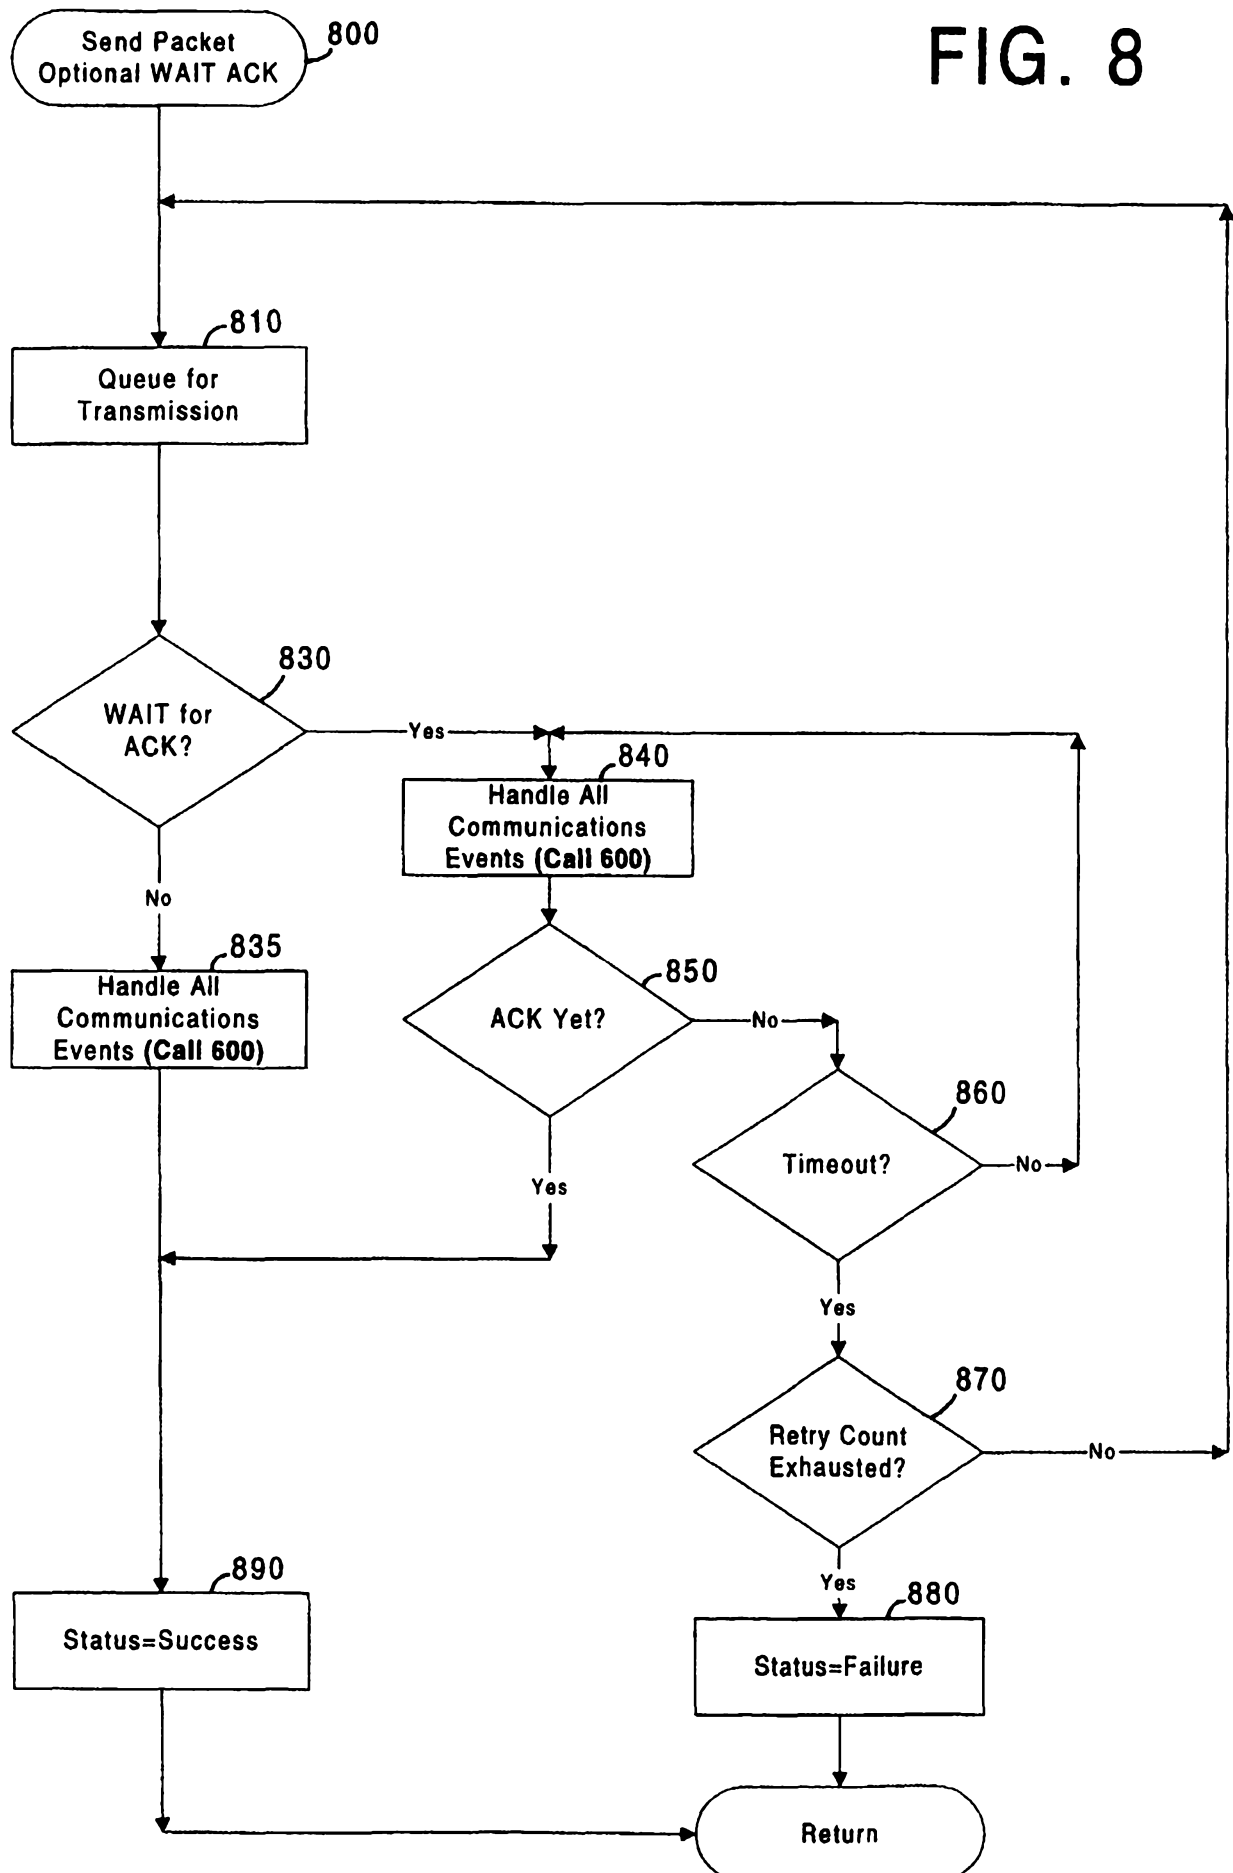 FIG. 8
Send Packet
Optional WAIT ACK
800
810
Queue for
Transmission
830
WAIT for
ACK?
Yes
No
840
Handle All
Communications
Events (Call 600)
835
Handle All
Communications
Events (Call 600)
850
ACK Yet?
No
Yes
860
Timeout?
No
Yes
870
Retry Count
Exhausted?
No
Yes
890
Status=Success
880
Status=Failure
Return